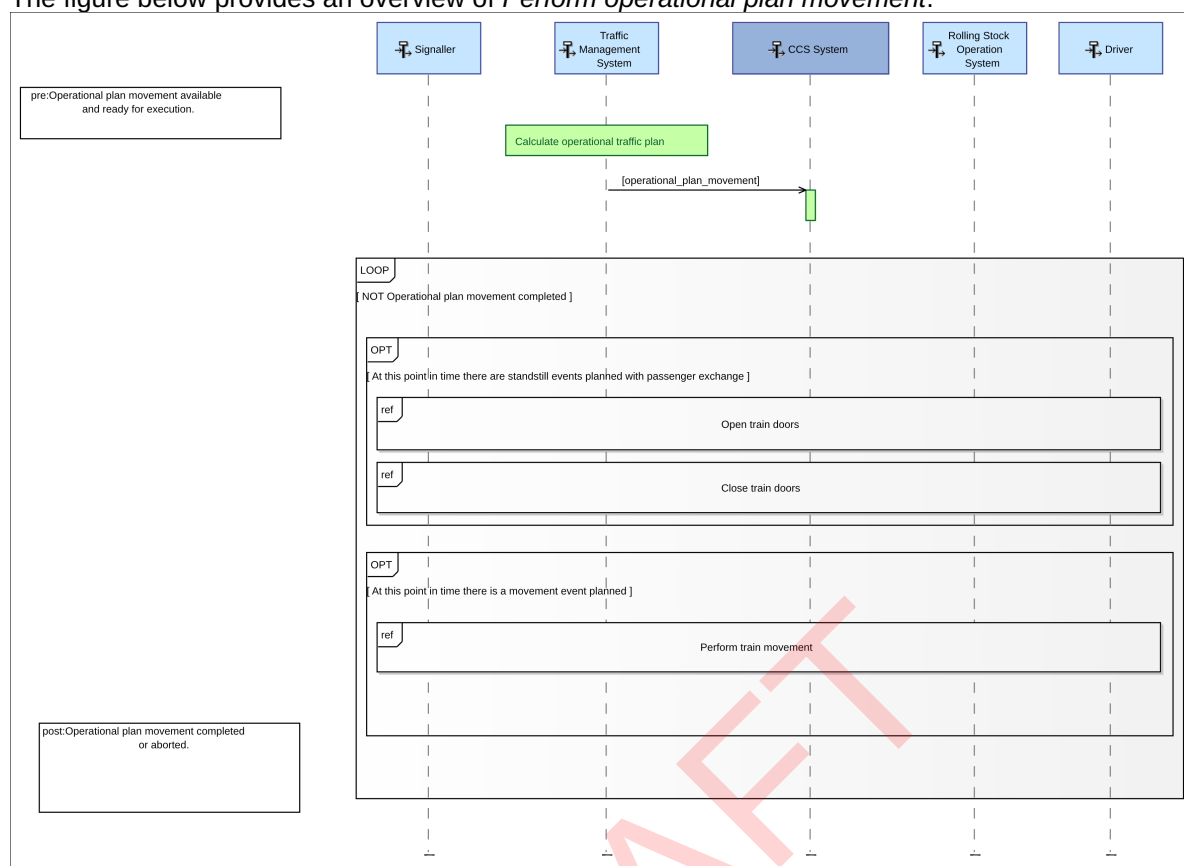 The figure below provides an overview of Perform operational plan movement.
Signaller
Traffic
Management
System
CCS System
Rolling Stock
Operation
System
Driver
pre:Operational plan movement available
and ready for execution.
Calculate operational traffic plan
[operational_plan_movement]
LOOP
[ NOT Operational plan movement completed ]
OPT
[ At this point in time there are standstill events planned with passenger exchange ]
ref
Open train doors
ref
Close train doors
OPT
[ At this point in time there is a movement event planned ]
ref
Perform train movement
post:Operational plan movement completed
or aborted.